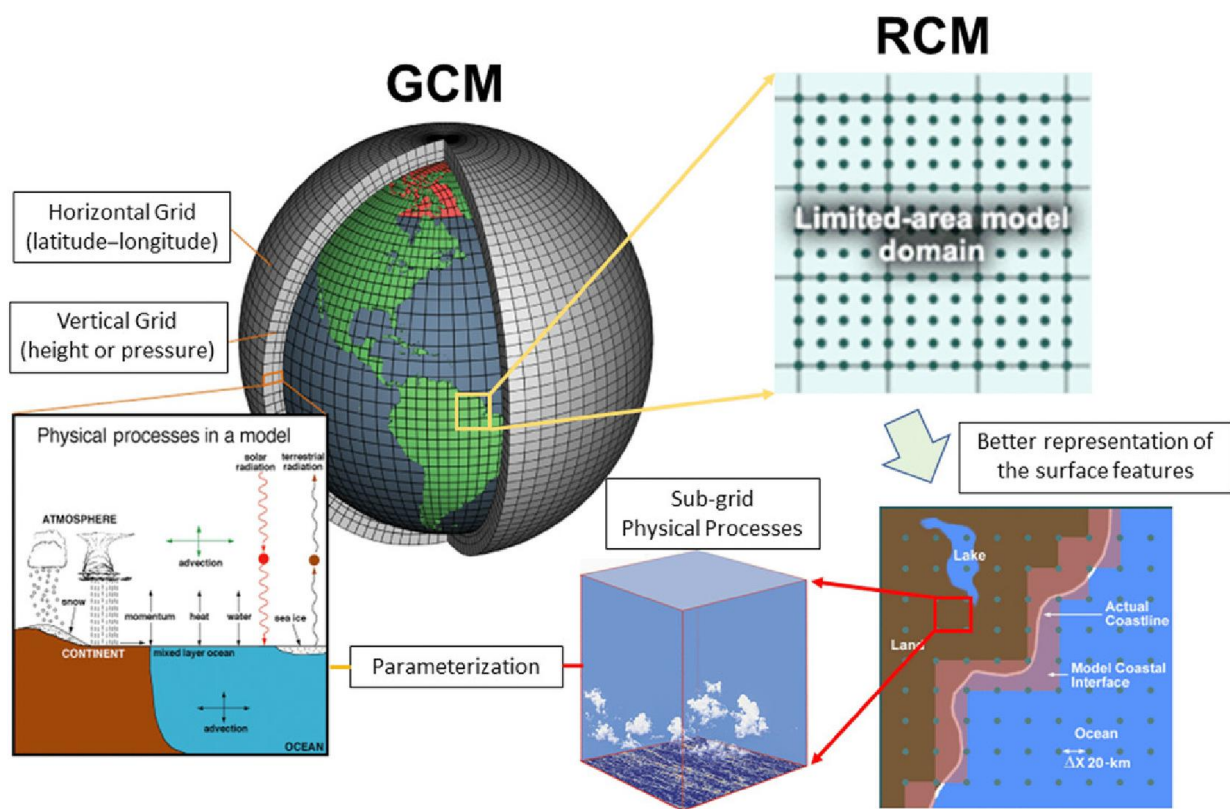 GCM
RCM
Horizontal Grid
(latitude–longitude)
Vertical Grid
(height or pressure)
Limited-area model
domain
Better representation of
the surface features
Physical processes in a model
solar
radiation
terrestrial
radiation
ATMOSPHERE
advection
snow
momentum
heat
water
sea ice
CONTINENT
mixed layer ocean
advection
OCEAN
Parameterization
Sub-grid
Physical Processes
Lake
Land
Actual
Coastline
Model Coastal
Interface
Ocean
ΔX 20-km